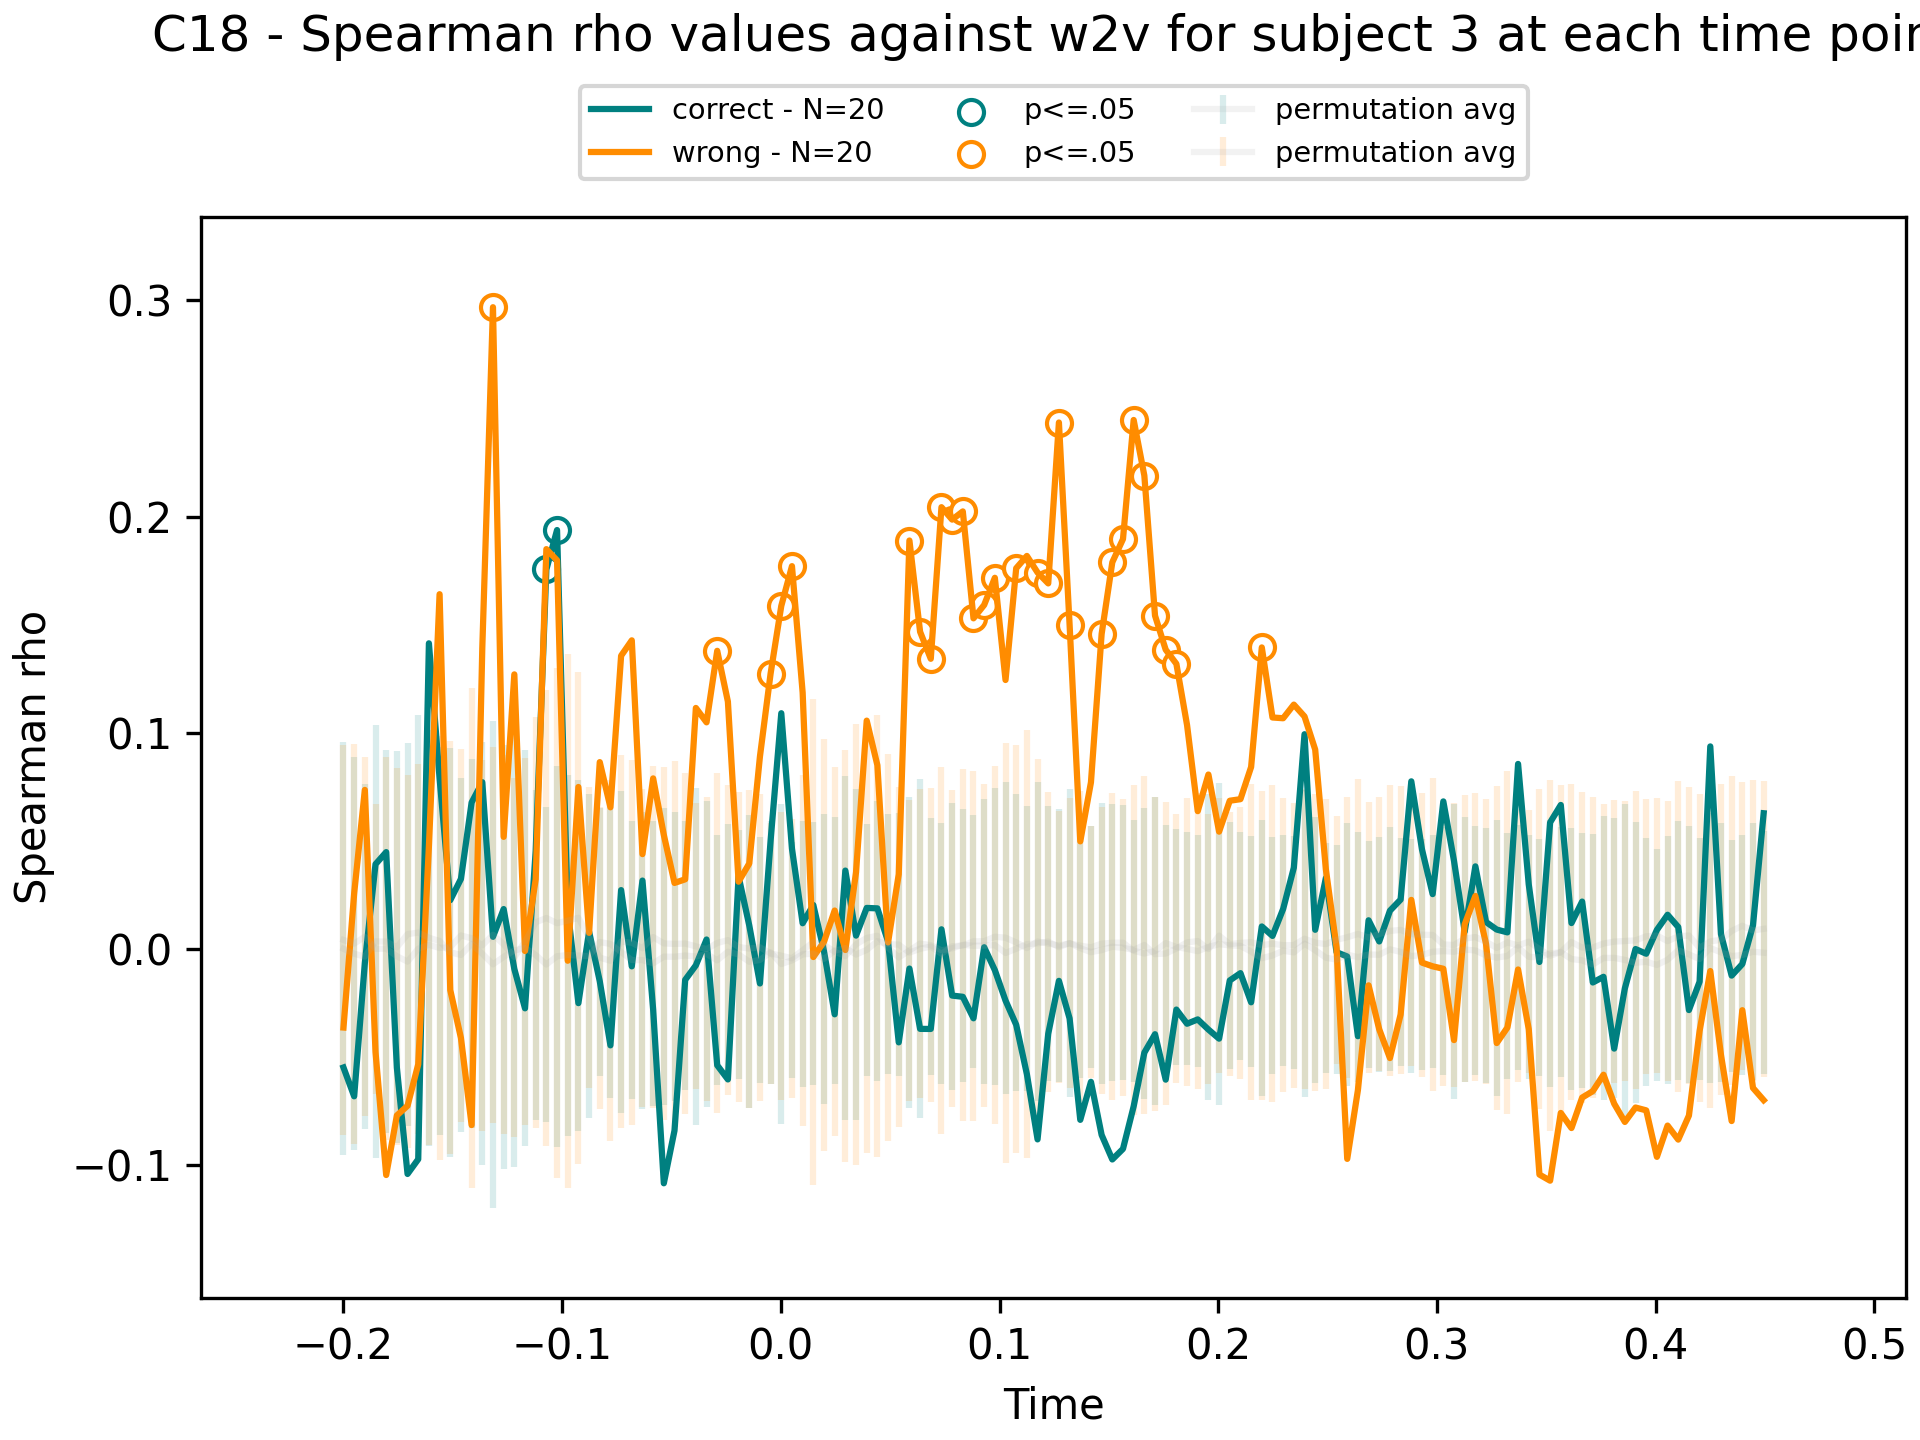 C18 - Spearman rho values against w2v for subject 3 at each time poin
correct - N=20
wrong - N=20
p<=.05
p<=.05
permutation avg
permutation avg
Spearman rho
0.3
0.2
0.1
0.0
−0.1
−0.2
−0.1
0.0
0.1
0.2
0.3
0.4
0.5
Time